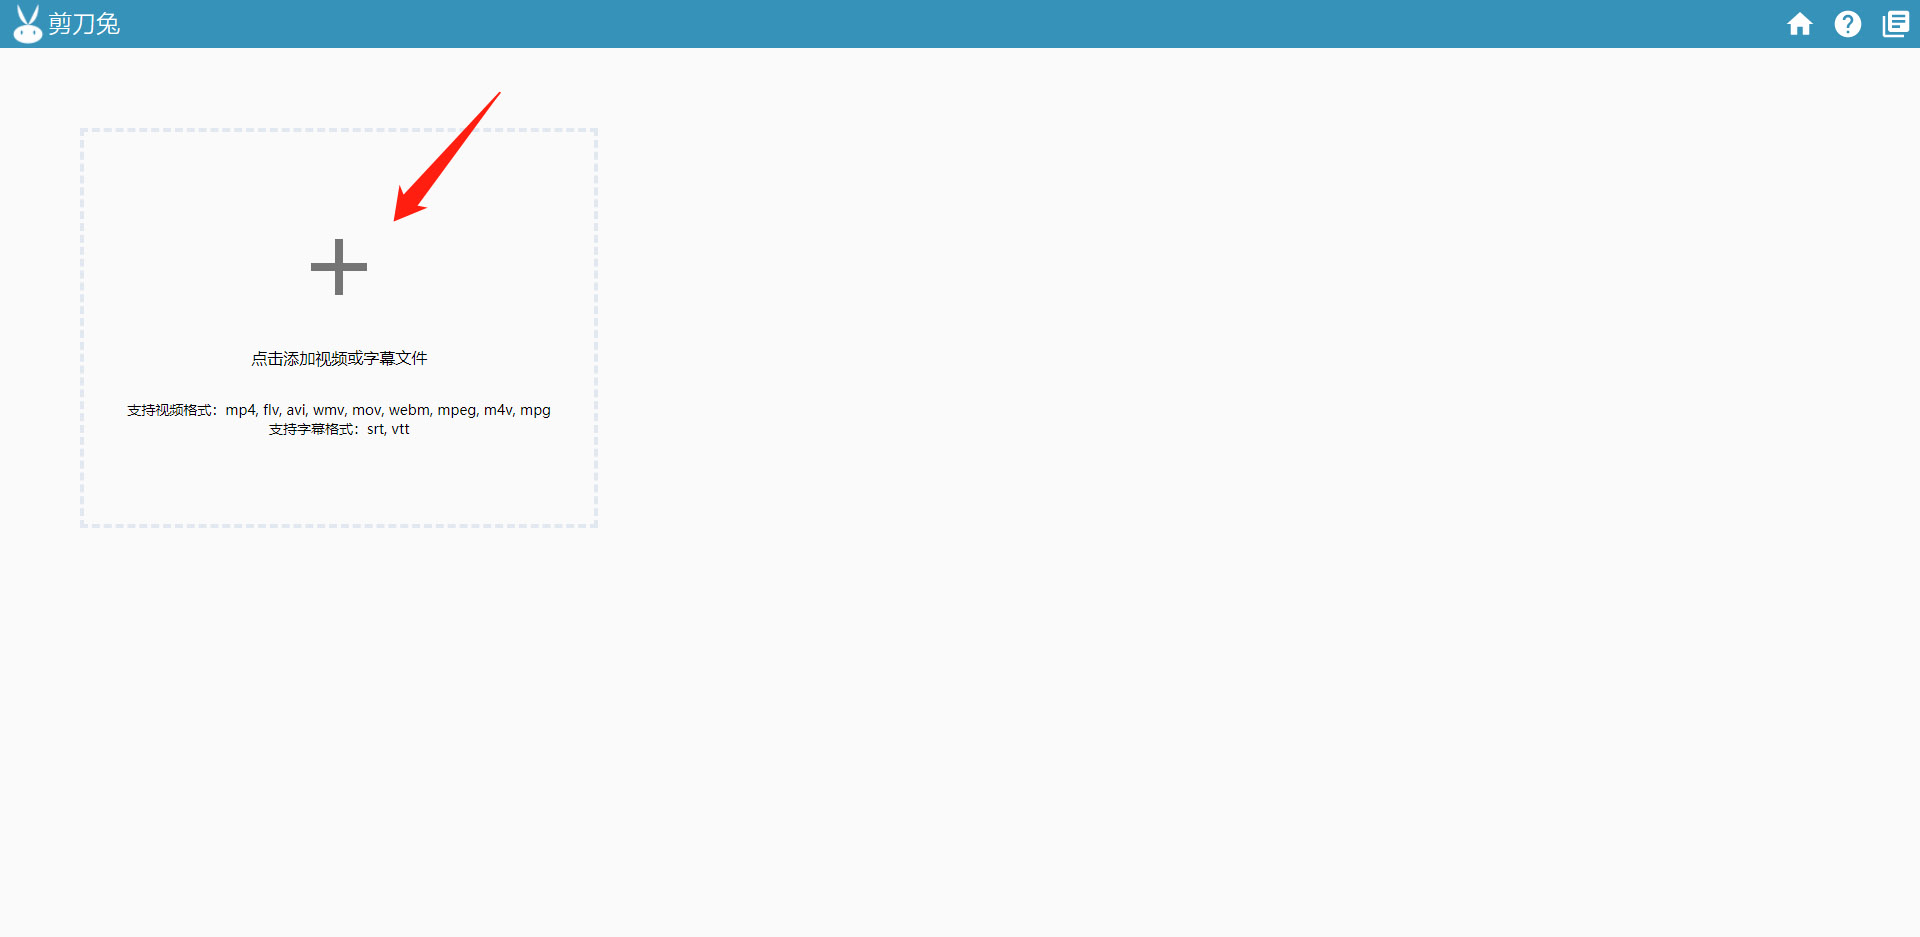 剪刀兔
点击添加视频或字幕文件
支持视频格式：mp4, flv, avi, wmv, mov, webm, mpeg, m4v, mpg
支持字幕格式：srt, vtt